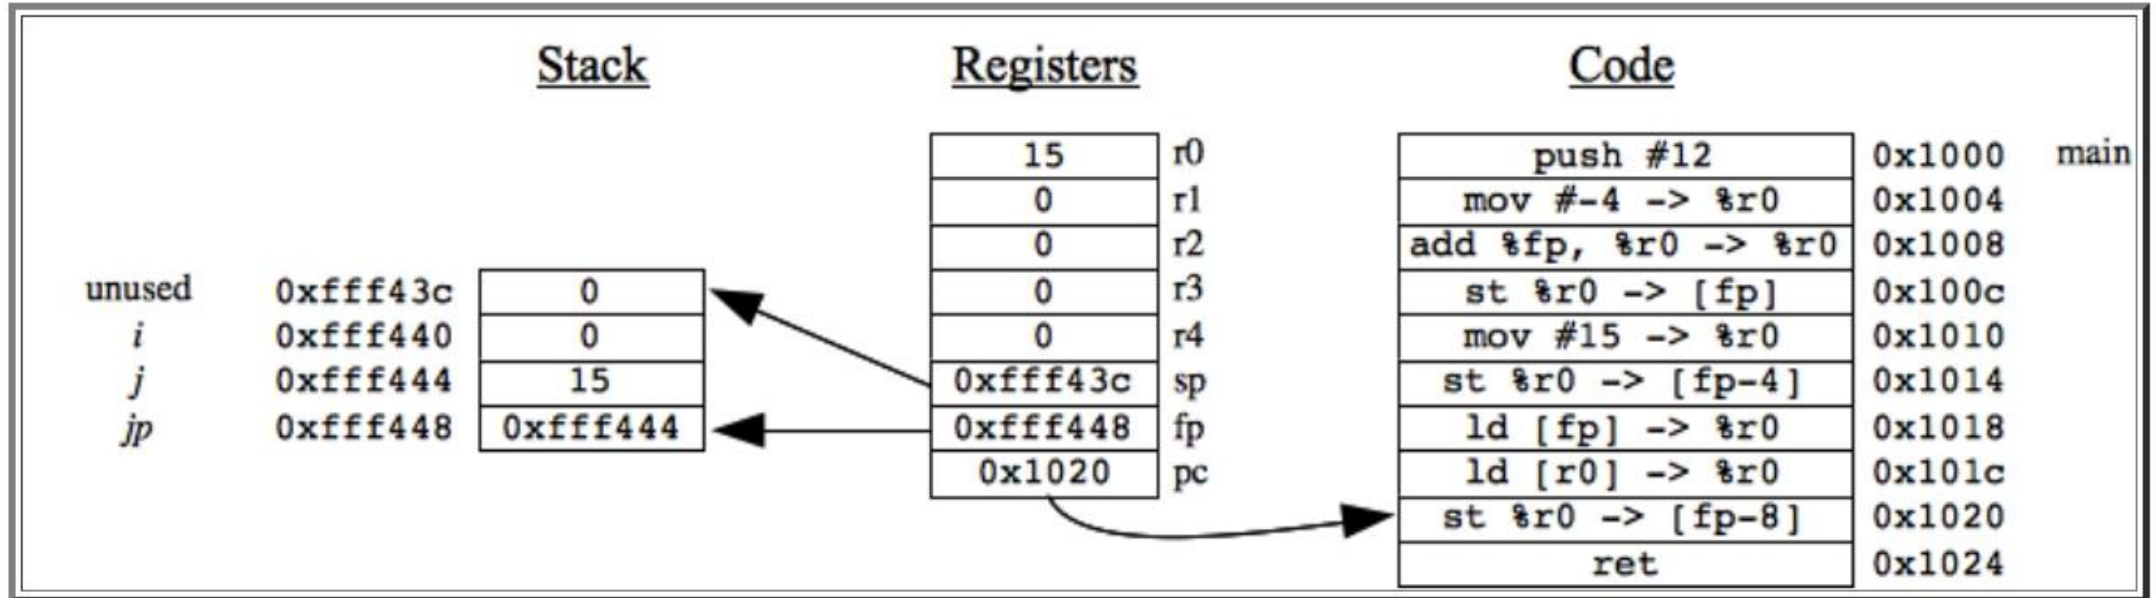 Stack Registers Code
15 r0 push #12 0x1000 main
0 r1 mov #-4 -> %r0 0x1004
0 r2 add %fp, %r0 -> %r0 0x1008
unused 0xfff43c 0 0 r3 st %r0 -> [fp] 0x100c
i 0xfff440 0 0 r4 mov #15 -> %r0 0x1010
j 0xfff444 15 0xfff43c sp st %r0 -> [fp-4] 0x1014
jp 0xfff448 0xfff444 0xfff448 fp ld [fp] -> %r0 0x1018
0x1020 pc ld [r0] -> %r0 0x101c
st %r0 -> [fp-8] 0x1020
ret 0x1024